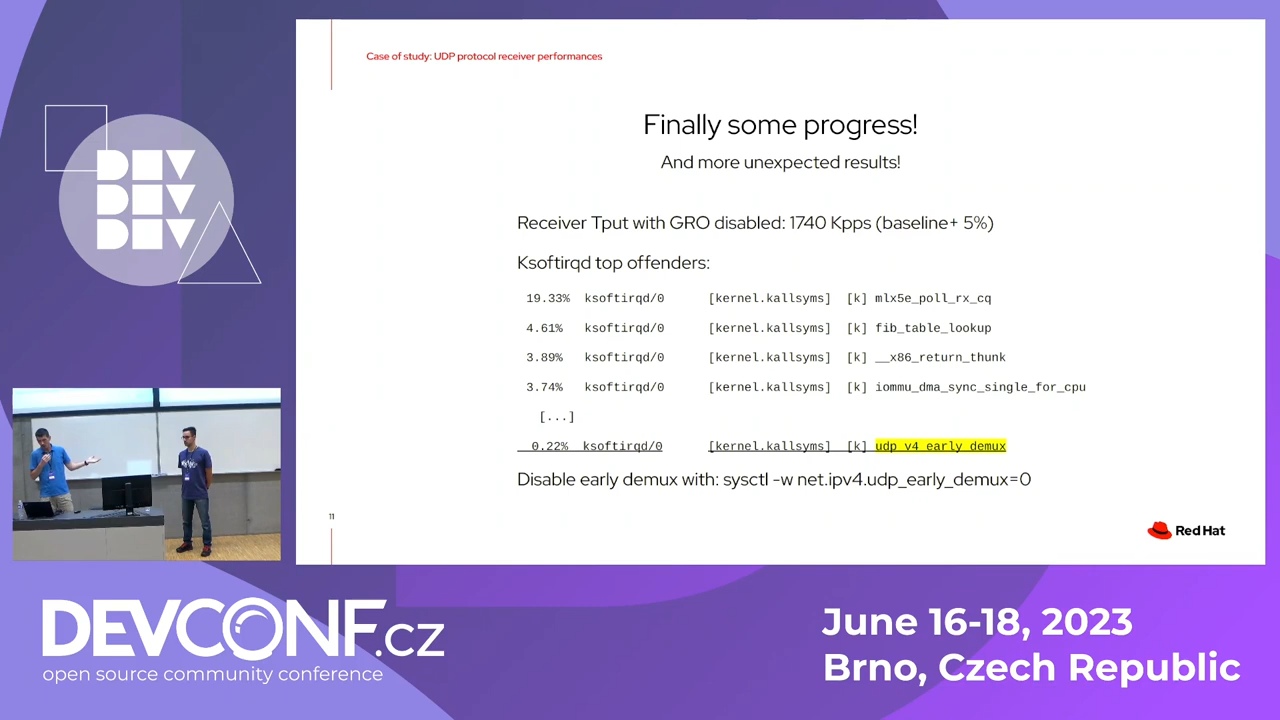 Case of study: UDP protocol receiver performances
Finally some progress!
And more unexpected results!
Receiver Tput with GRO disabled: 1740 Kpps (baseline+ 5%)
Ksoftirqd top offenders:
19.33% ksoftirqd/0 [kernel.kallsyms] [k] mlx5e_poll_rx_cq
4.61% ksoftirqd/0 [kernel.kallsyms] [k] fib_table_lookup
3.89% ksoftirqd/0 [kernel.kallsyms] [k] __x86_return_thunk
3.74% ksoftirqd/0 [kernel.kallsyms] [k] iommu_dma_sync_single_for_cpu
[...]
0.22% ksoftirqd/0 [kernel.kallsyms] [k] udp_v4_early_demux
Disable early demux with: sysctl -w net.ipv4.udp_early_demux=0
11
Red Hat
DEV
DEV
DEV
DEVCONF.cz
open source community conference
June 16-18, 2023
Brno, Czech Republic